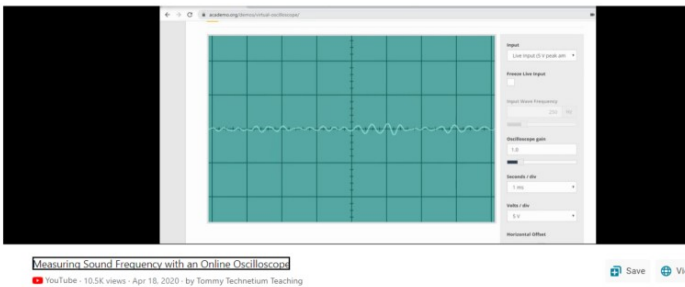 academo.org/demos/virtual-oscilloscope/
Input
Live Input (5 V peak am
Freeze Live Input
Input Wave Frequency
Hz
Oscilloscope gain
1.0
Seconds / div
1 ms
Volts / div
5 V
Horizontal Offset
Measuring Sound Frequency with an Online Oscilloscope
YouTube · 10.5K views · Apr 18, 2020 · by Tommy Technetium Teaching
Save
Vi